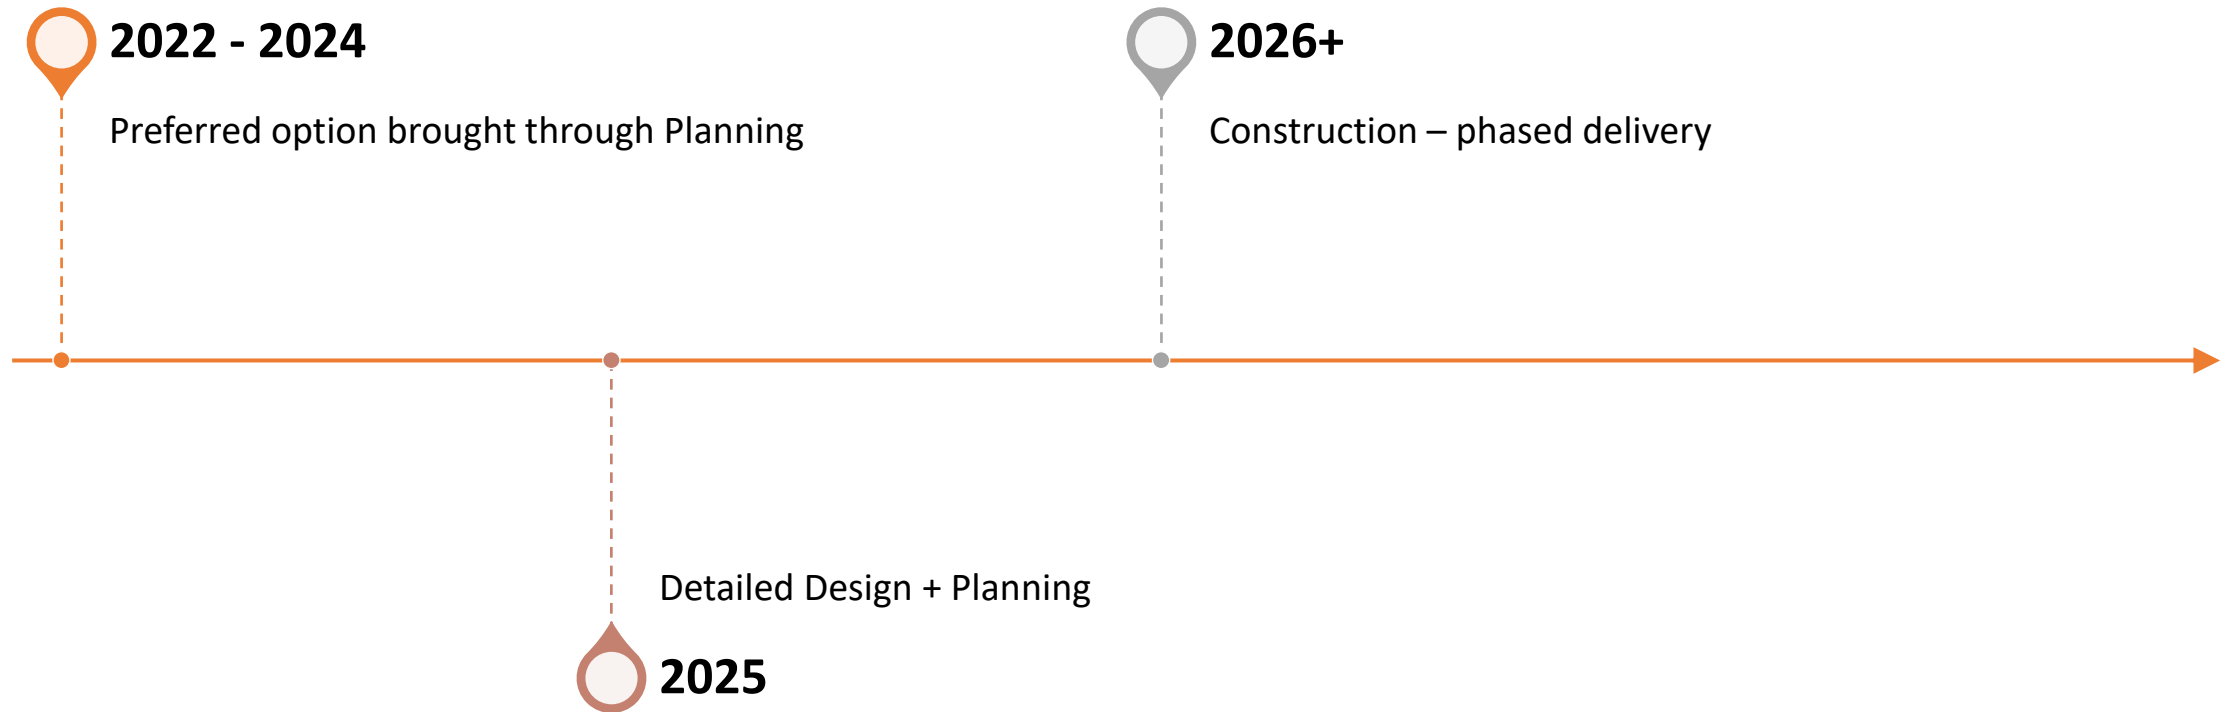 2022 - 2024
Preferred option brought through Planning
2026+
Construction – phased delivery
Detailed Design + Planning
2025